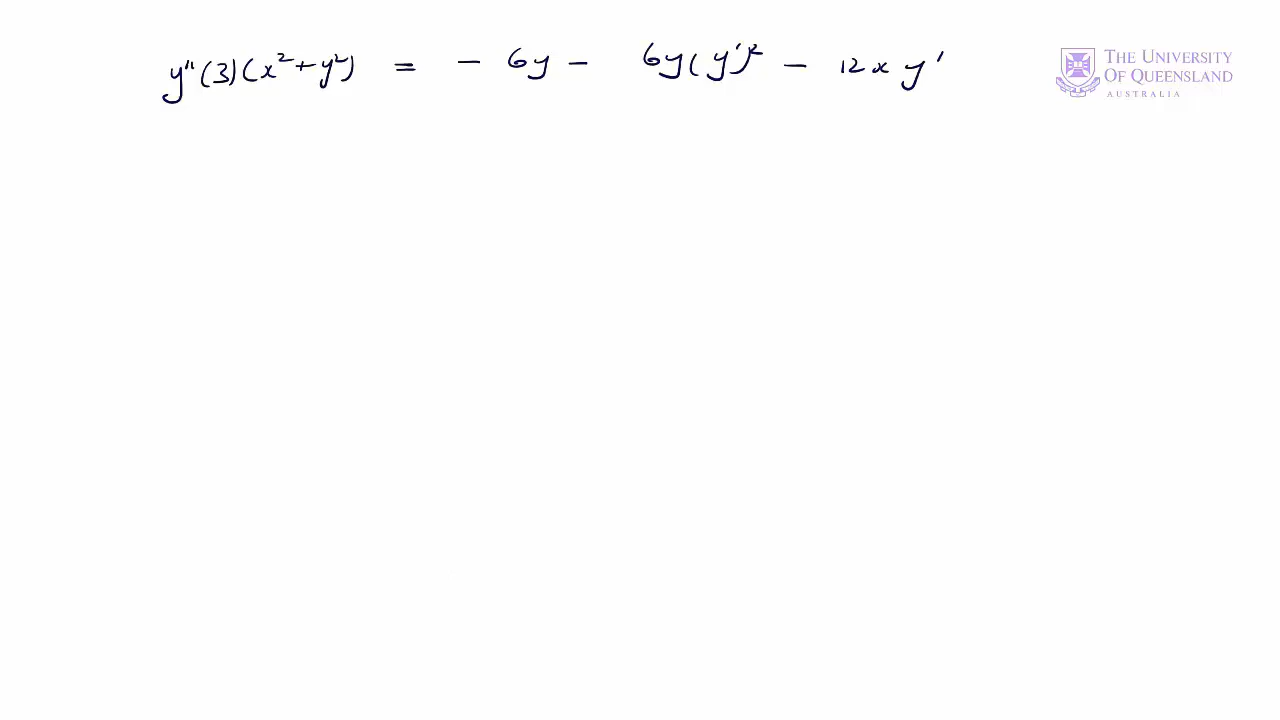 y''(3)(x²+y²) = - 6y - 6y(y')² - 12xy'
THE UNIVERSITY
OF QUEENSLAND
AUSTRALIA